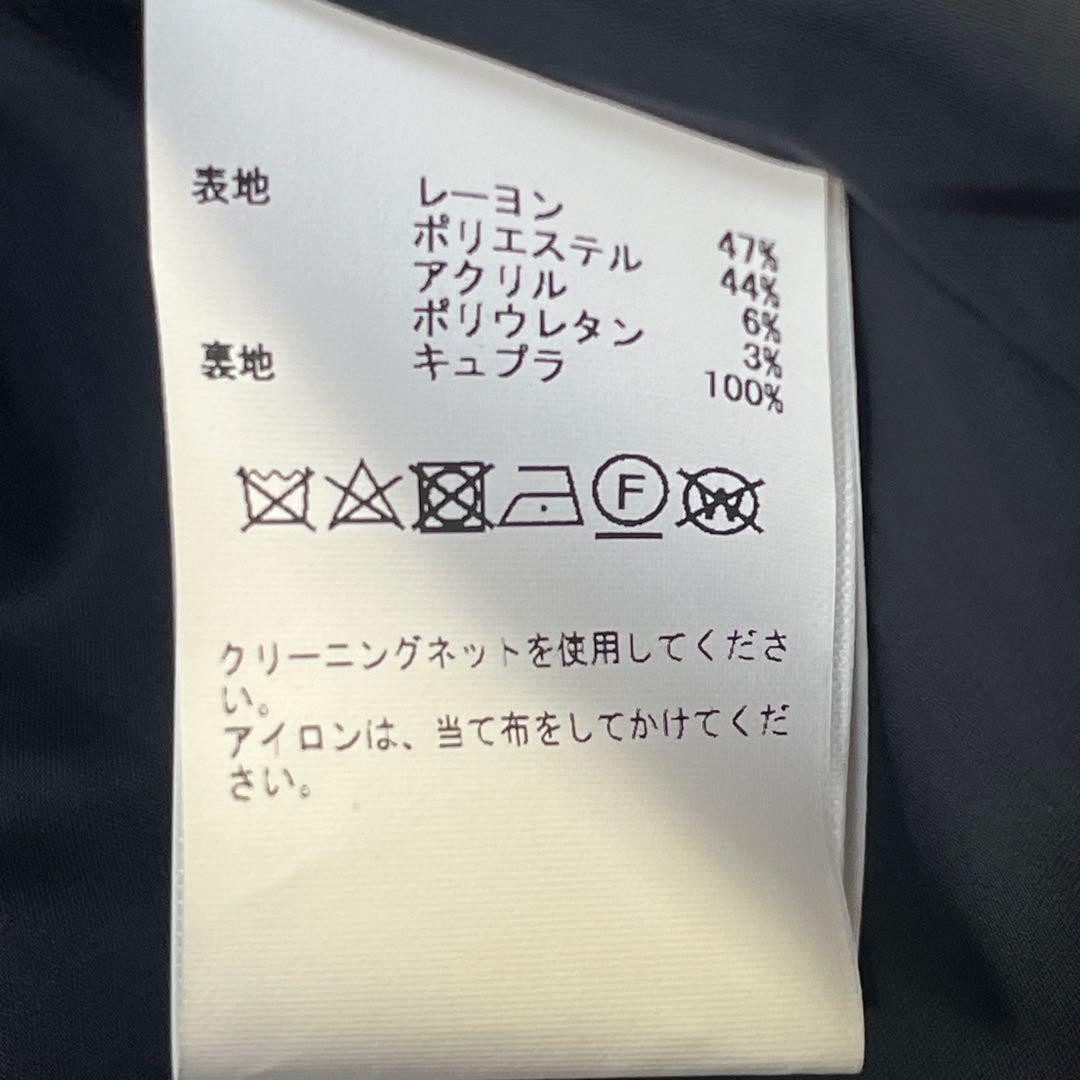 表地 レーヨン 47%
ポリエステル 44%
アクリル 6%
ポリウレタン 3%
裏地 キュプラ 100%
F W
クリーニングネットを使用してくださ
い。
アイロンは、当て布をしてかけてくだ
さい。